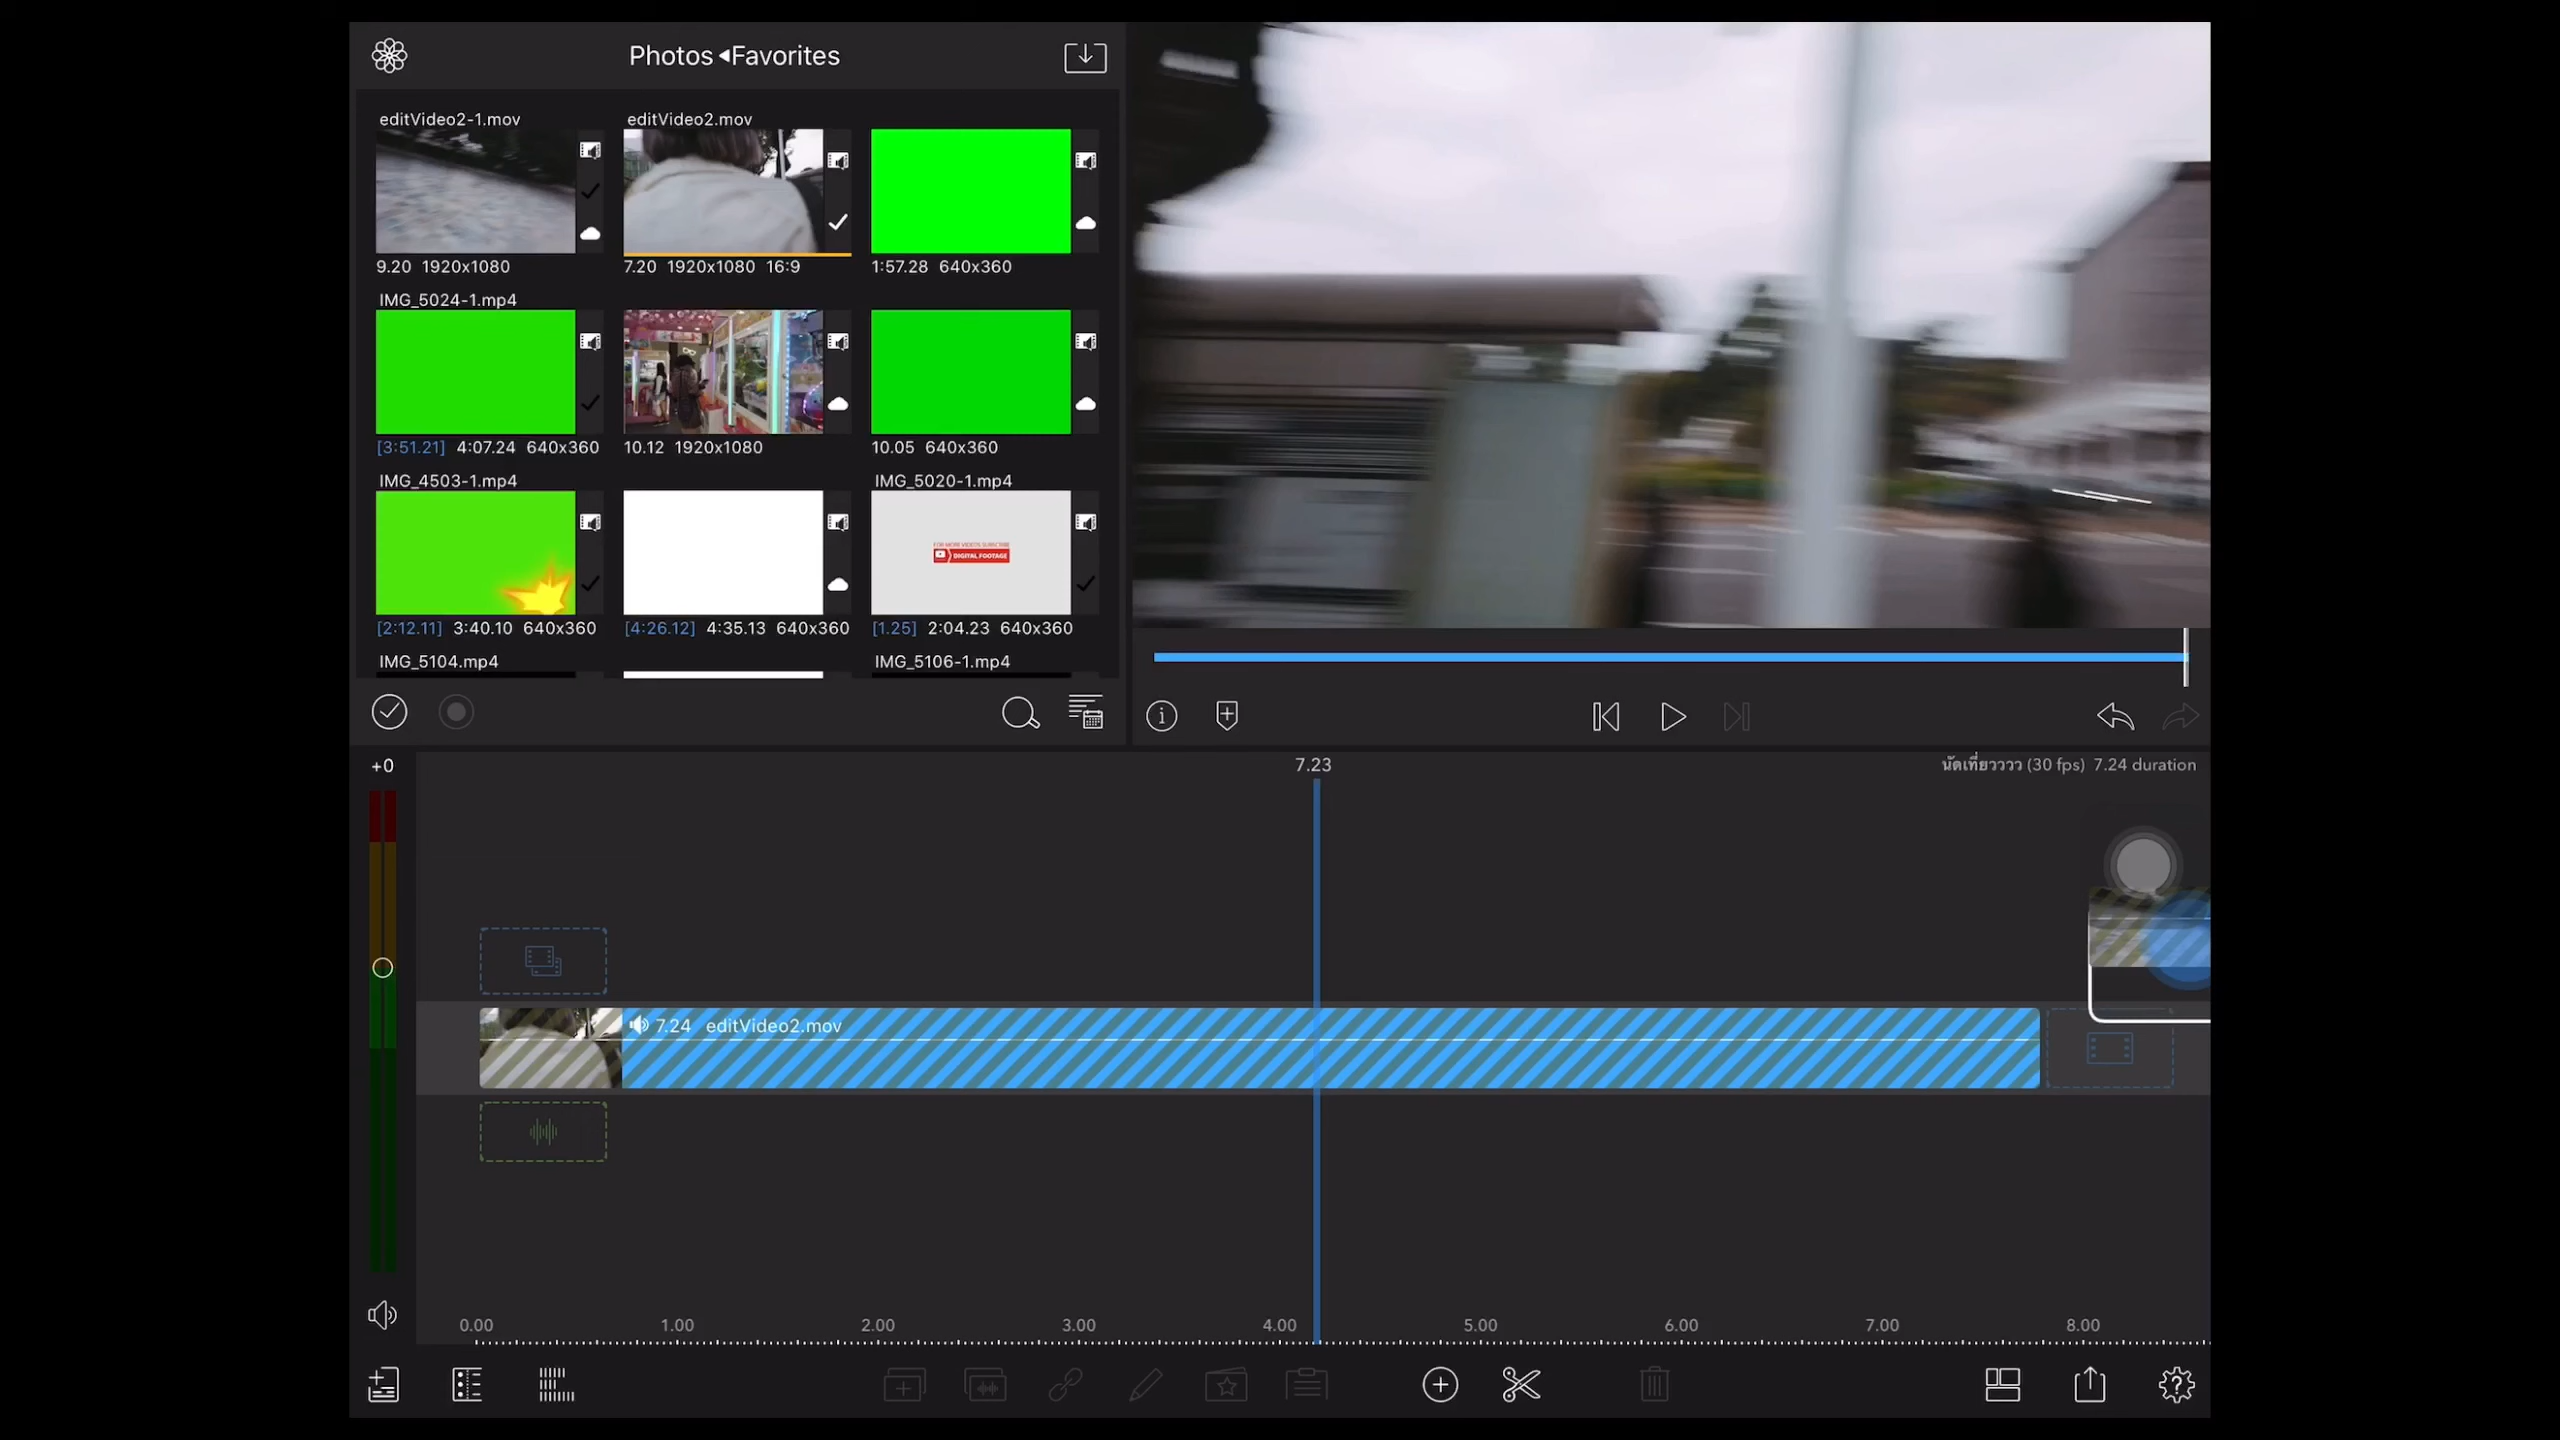 Photos ◂Favorites
editVideo2-1.mov
editVideo2.mov
9.20 1920x1080
7.20 1920x1080 16:9
1:57.28 640x360
IMG_5024-1.mp4
[3:51.21] 4:07.24 640x360
10.12 1920x1080
10.05 640x360
IMG_4503-1.mp4
IMG_5020-1.mp4
FOR MORE VIDEOS SUBSCRIBE
DIGITAL FOOTAGE
[2:12.11] 3:40.10 640x360
[4:26.12] 4:35.13 640x360
[1.25] 2:04.23 640x360
IMG_5104.mp4
IMG_5106-1.mp4
+0
7.23
นัดเที่ยวววว (30 fps) 7.24 duration
7.24 editVideo2.mov
0.00 1.00 2.00 3.00 4.00 5.00 6.00 7.00 8.00